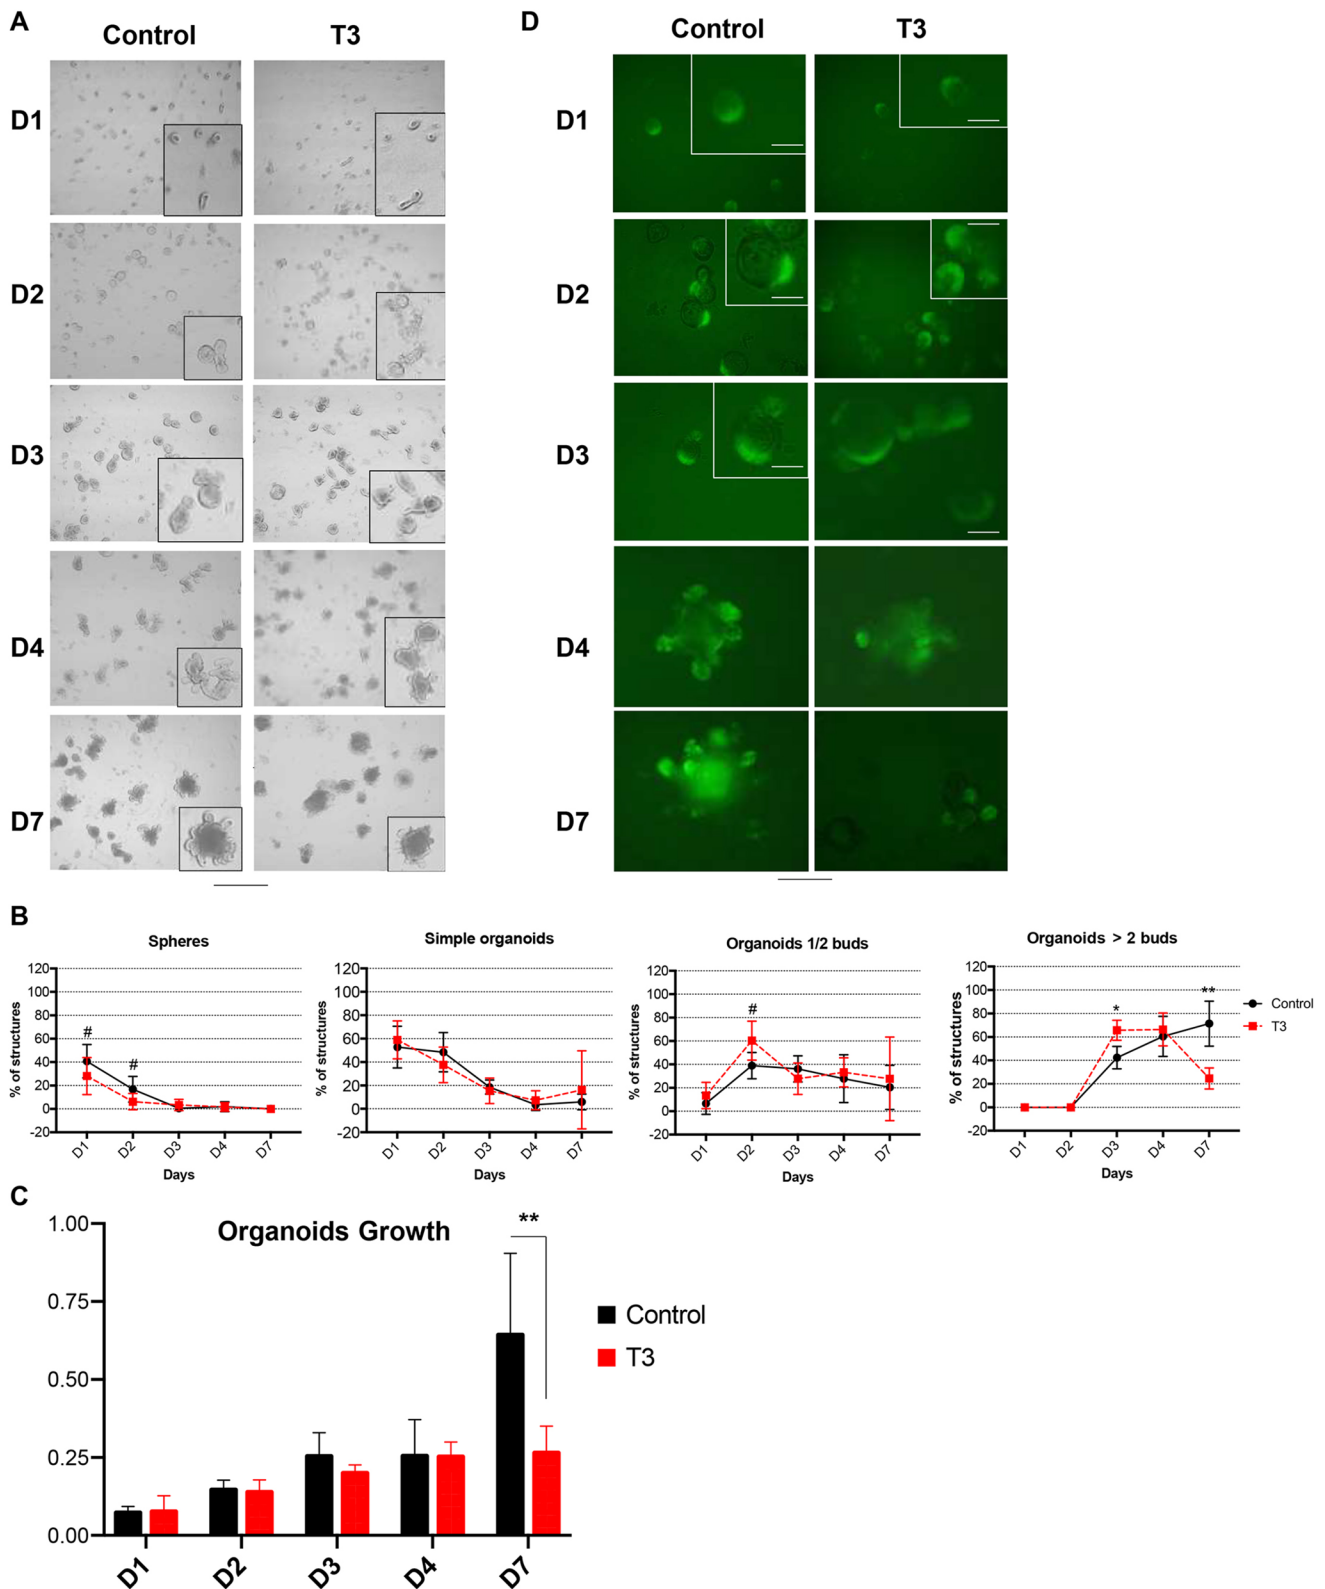 A
Control
T3
D1
D2
D3
D4
D7
D
Control
T3
D1
D2
D3
D4
D7
B
Spheres
% of structures
120
100
80
60
40
20
0
-20
#
#
D1
D2
D3
D4
D7
Days
Simple organoids
% of structures
120
100
80
60
40
20
0
-20
D1
D2
D3
D4
D7
Days
Organoids 1/2 buds
% of structures
120
100
80
60
40
20
0
-20
#
D1
D2
D3
D4
D7
Days
Organoids > 2 buds
% of structures
120
100
80
60
40
20
0
-20
*
**
D1
D2
D3
D4
D7
Days
Control
T3
C
Organoids Growth
1.00
0.75
0.50
0.25
0.00
**
D1
D2
D3
D4
D7
Control
T3